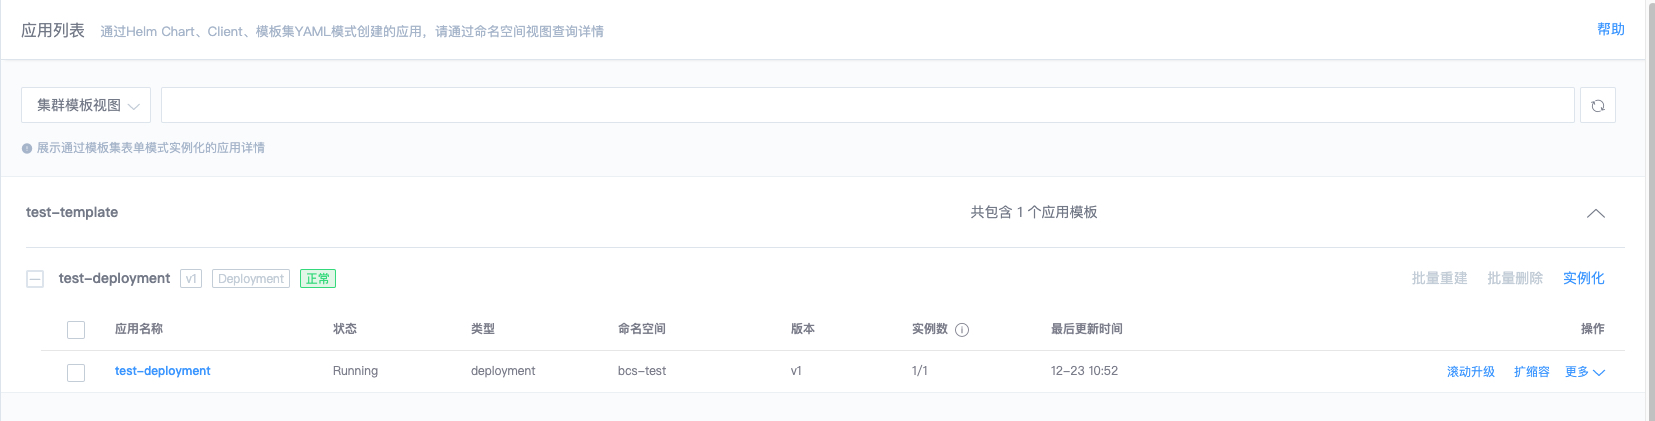 应用列表 通过Helm Chart、Client、模板集YAML模式创建的应用，请通过命名空间视图查询详情 帮助
集群模板视图
展示通过模板集表单模式实例化的应用详情
test-template 共包含 1 个应用模板
test-deployment v1 Deployment 正常 批量重建 批量删除 实例化
应用名称 状态 类型 命名空间 版本 实例数 最后更新时间 操作
test-deployment Running deployment bcs-test v1 1/1 12-23 10:52 滚动升级 扩缩容 更多